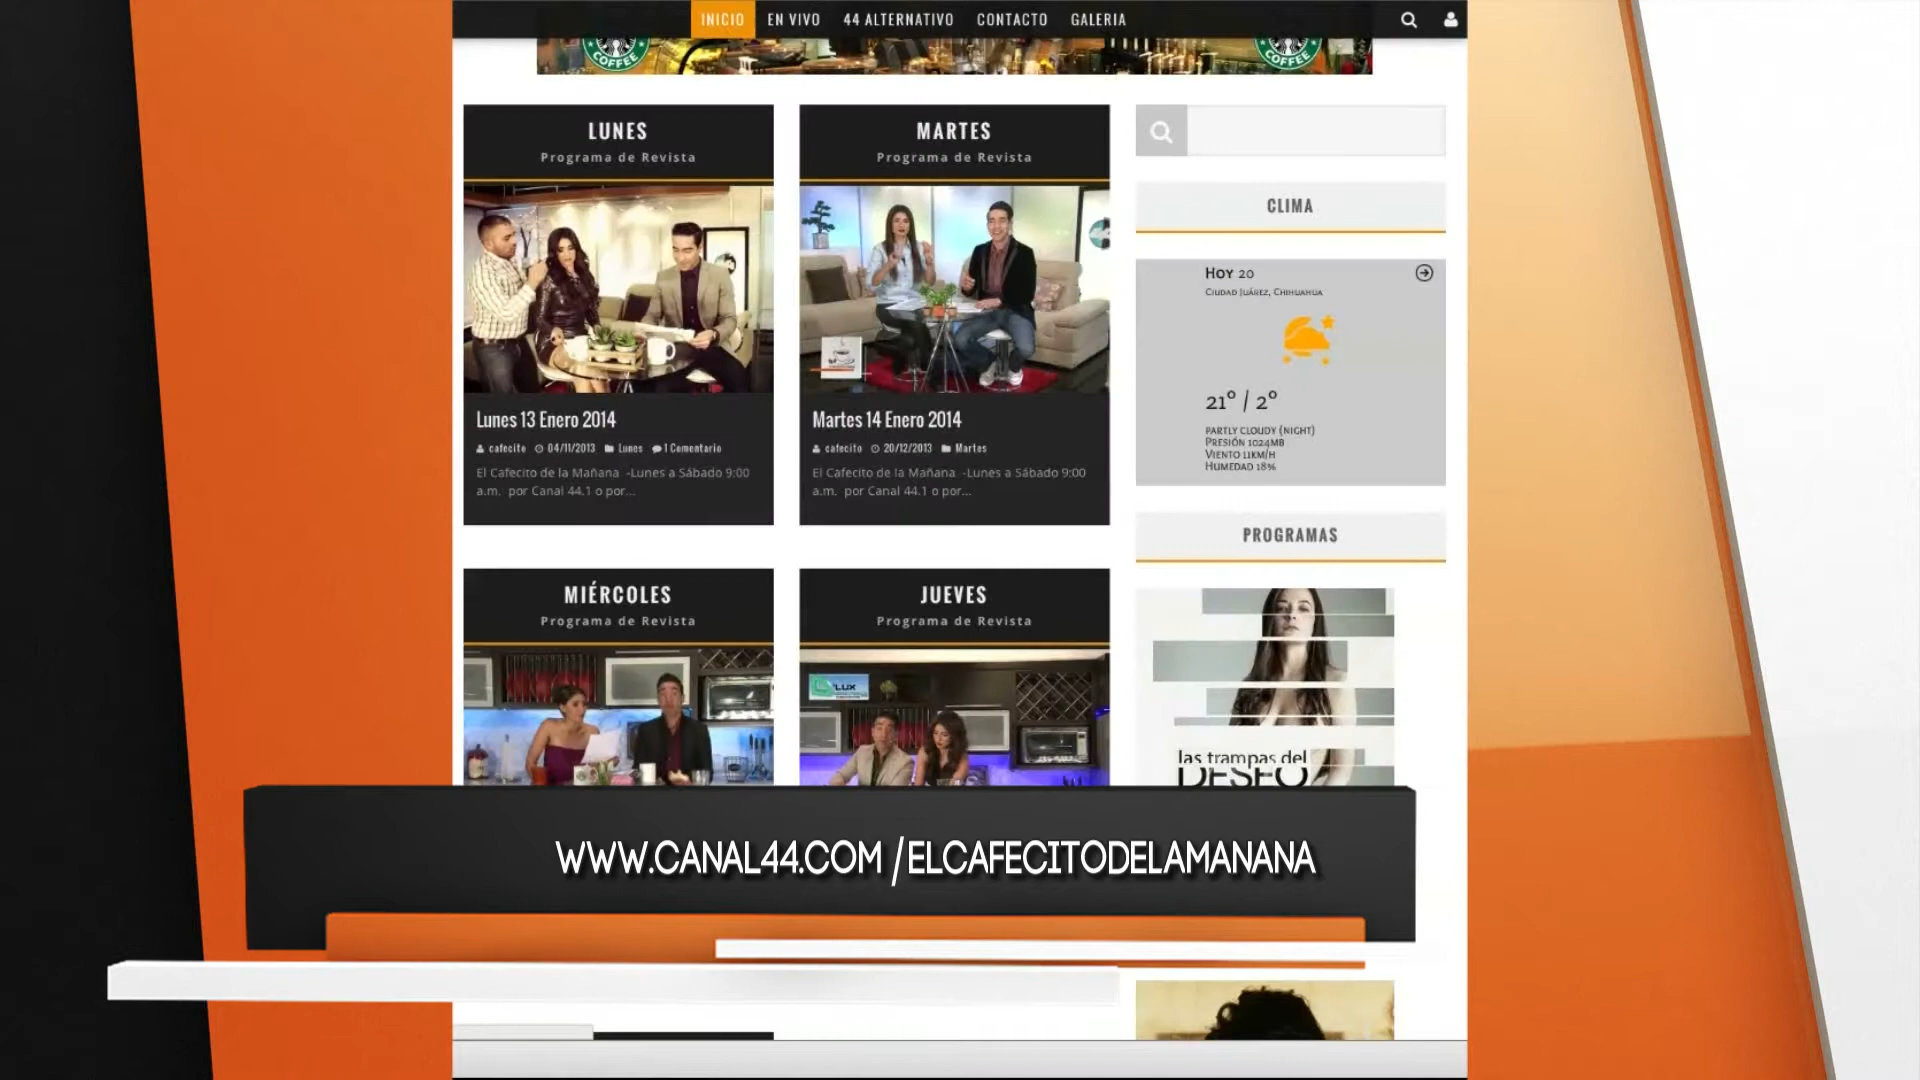 INICIO EN VIVO 44 ALTERNATIVO CONTACTO GALERIA
COFFEE COFFEE
LUNES
Programa de Revista
Lunes 13 Enero 2014
cafecito 04/11/2013 Lunes 1 Comentario
El Cafecito de la Mañana -Lunes a Sábado 9:00
a.m. por Canal 44.1 o por...
MARTES
Programa de Revista
Martes 14 Enero 2014
cafecito 20/12/2013 Martes
El Cafecito de la Mañana -Lunes a Sábado 9:00
a.m. por Canal 44.1 o por...
MIÉRCOLES
Programa de Revista
JUEVES
Programa de Revista
LUX
CLIMA
Hoy 20
Ciudad Juárez, Chihuahua
21° / 2°
PARTLY CLOUDY (NIGHT)
PRESIÓN 1024MB
VIENTO 11KM/H
HUMEDAD 18%
PROGRAMAS
las trampas del
DESEO
WWW.CANAL44.COM /ELCAFECITODELAMANANA